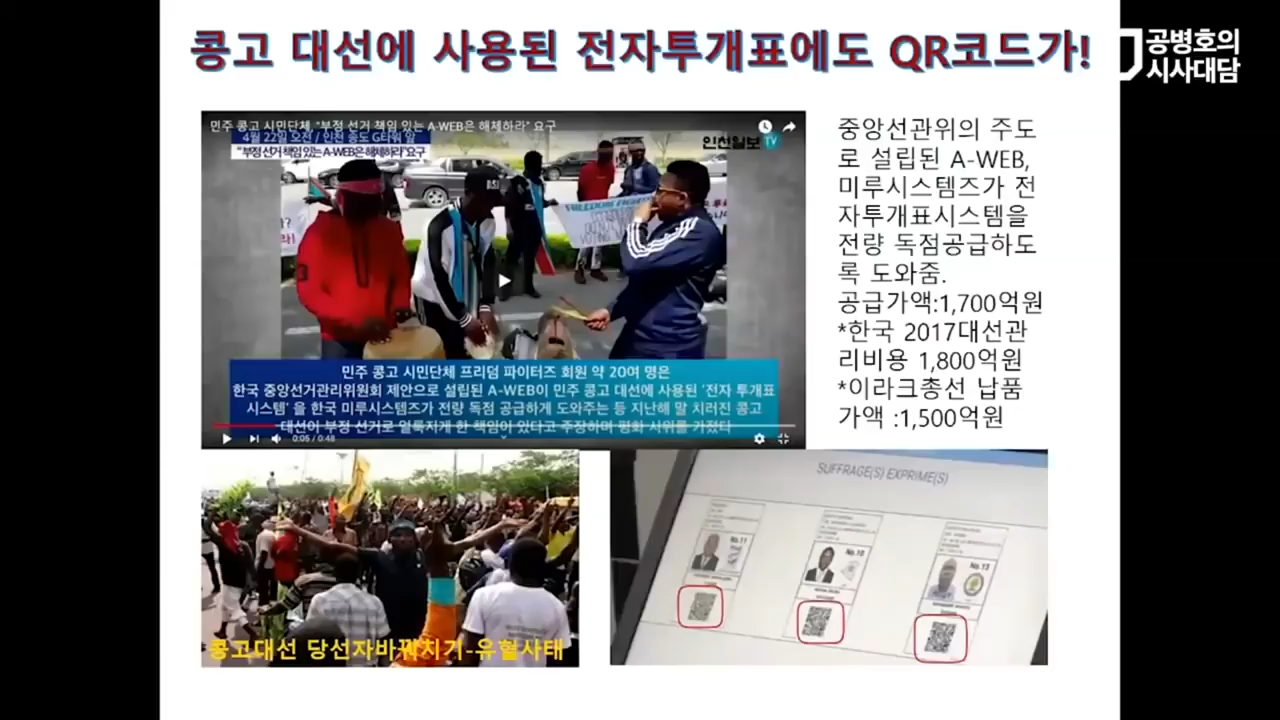 콩고 대선에 사용된 전자투개표에도 QR코드가!
공병호의
시사대담
민주 콩고 시민단체 "부정 선거 책임 있는 A-WEB은 해체하라" 요구
4월 22일 오전 / 인천 송도 G타워 앞
"부정 선거 책임 있는 A-WEB은 해체하라"요구
인천일보TV
FREEDOM FIGHTERS
민주 콩고 시민단체 프리덤 파이터즈 회원 약 20여 명은
한국 중앙선거관리위원회 제안으로 설립된 A-WEB이 민주 콩고 대선에 사용된 '전자 투개표
시스템' 을 한국 미루시스템즈가 전량 독점 공급하게 도와주는 등 지난해 말 치러진 콩고
대선이 부정 선거로 얼룩지게 한 책임이 있다고 주장하며 평화 시위를 가졌다
0:05 / 0:48
중앙선관위의 주도
로 설립된 A-WEB,
미루시스템즈가 전
자투개표시스템을
전량 독점공급하도
록 도와줌.
공급가액:1,700억원
*한국 2017대선관
리비용 1,800억원
*이라크총선 납품
가액 :1,500억원
콩고대선 당선자바꿔치기-유혈사태
SUFFRAGE(S) EXPRIME(S)
No.11
No.10
No.13